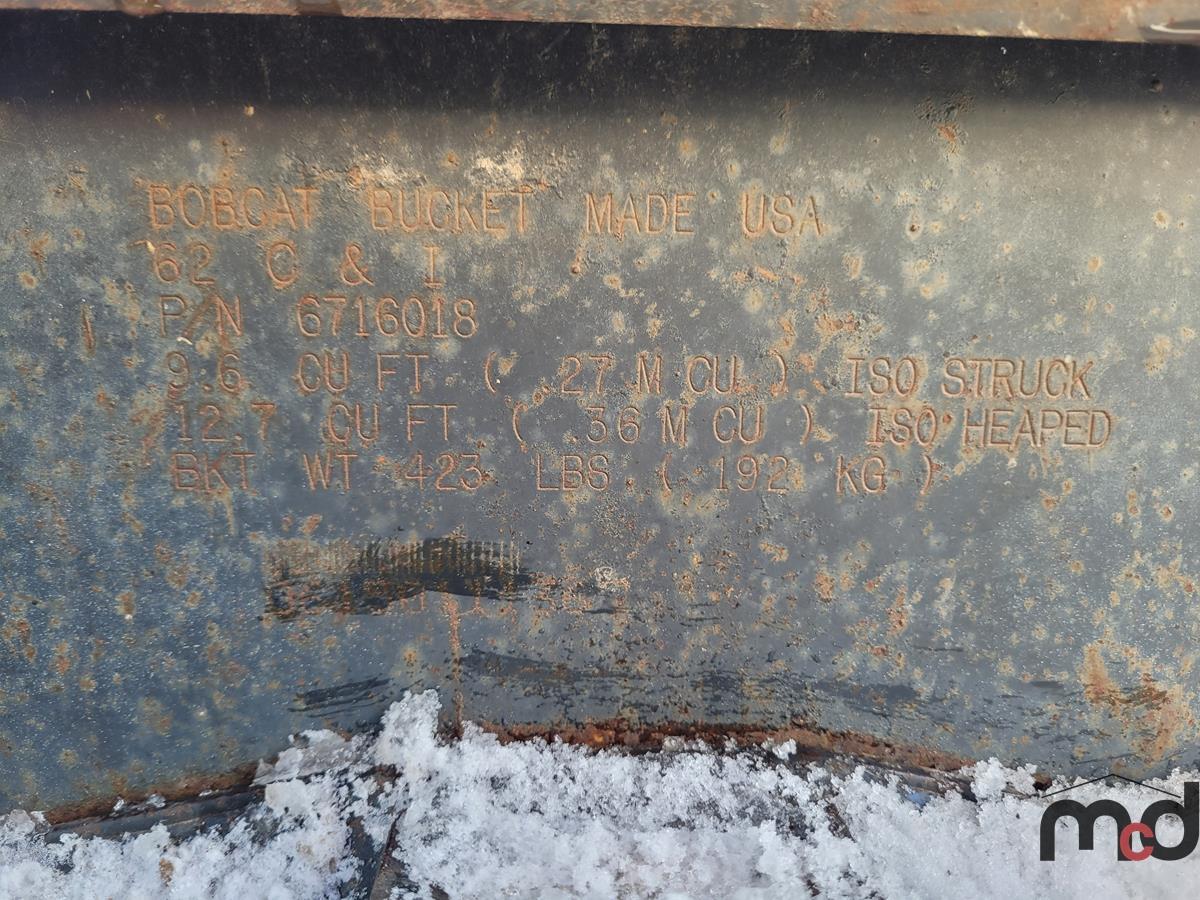 BOBCAT BUCKET MADE USA
62 C & I
P/N 6716018
9.6 CU FT ( .27 M CU ) ISO STRUCK
12.7 CU FT ( .36 M CU ) ISO HEAPED
BKT WT 423 LBS ( 192 KG )
mcd